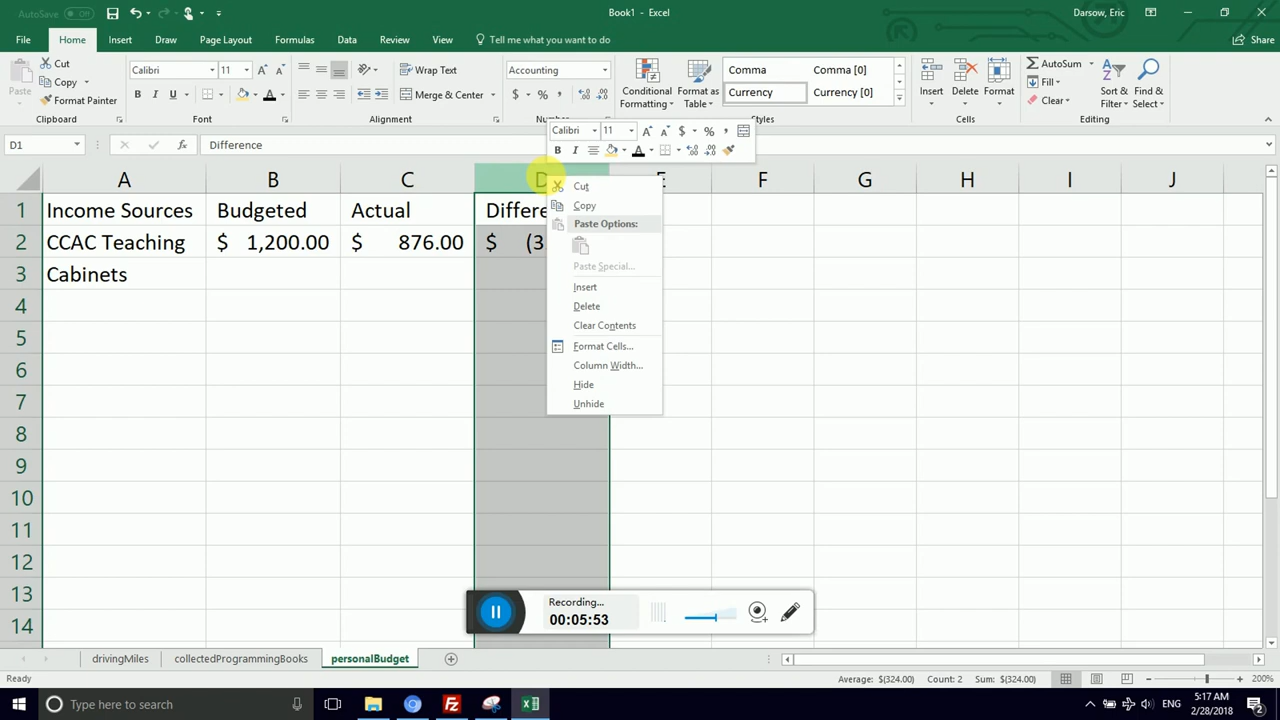 AutoSave Off
Book1 - Excel
Darsow, Eric
File Home Insert Draw Page Layout Formulas Data Review View Tell me what you want to do Share
Paste
Cut
Copy
Format Painter
Clipboard
Calibri 11
B I U
Font
Wrap Text
Merge & Center
Alignment
Accounting
$ % ,
Conditional Formatting
Format as Table
Comma Comma [0]
Currency Currency [0]
Styles
Insert Delete Format
Cells
AutoSum
Fill
Clear
Sort & Filter
Find & Select
Editing
D1 fx Difference
Calibri 11 A A $ % ,
B I A
A B C D E F G H I J
1 Income Sources Budgeted Actual
2 CCAC Teaching $ 1,200.00 $ 876.00 $
3 Cabinets
4
5
6
7
8
9
10
11
12
13
14
Cut
Copy
Paste Options:
Paste Special...
Insert
Delete
Clear Contents
Format Cells...
Column Width...
Hide
Unhide
Recording...
00:05:53
drivingMiles collectedProgrammingBooks personalBudget
Average: $(324.00) Count: 2 Sum: $(324.00) 200%
Type here to search
ENG
5:17 AM
2/28/2018
2